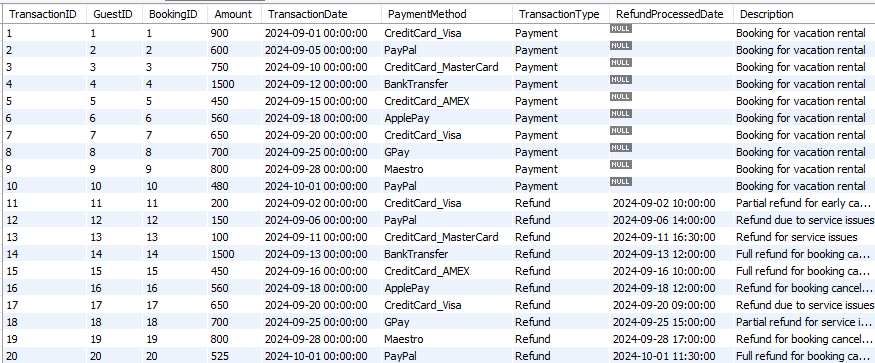 TransactionID GuestID BookingID Amount TransactionDate PaymentMethod TransactionType RefundProcessedDate Description
1 1 1 900 2024-09-01 00:00:00 CreditCard_Visa Payment NULL Booking for vacation rental
2 2 2 600 2024-09-05 00:00:00 PayPal Payment NULL Booking for vacation rental
3 3 3 750 2024-09-10 00:00:00 CreditCard_MasterCard Payment NULL Booking for vacation rental
4 4 4 1500 2024-09-12 00:00:00 BankTransfer Payment NULL Booking for vacation rental
5 5 5 450 2024-09-15 00:00:00 CreditCard_AMEX Payment NULL Booking for vacation rental
6 6 6 560 2024-09-18 00:00:00 ApplePay Payment NULL Booking for vacation rental
7 7 7 650 2024-09-20 00:00:00 CreditCard_Visa Payment NULL Booking for vacation rental
8 8 8 700 2024-09-25 00:00:00 GPay Payment NULL Booking for vacation rental
9 9 9 800 2024-09-28 00:00:00 Maestro Payment NULL Booking for vacation rental
10 10 10 480 2024-10-01 00:00:00 PayPal Payment NULL Booking for vacation rental
11 11 11 200 2024-09-02 00:00:00 CreditCard_Visa Refund 2024-09-02 10:00:00 Partial refund for early ca...
12 12 12 150 2024-09-06 00:00:00 PayPal Refund 2024-09-06 14:00:00 Refund due to service issues
13 13 13 100 2024-09-11 00:00:00 CreditCard_MasterCard Refund 2024-09-11 16:30:00 Refund for service issues
14 14 14 1500 2024-09-13 00:00:00 BankTransfer Refund 2024-09-13 12:00:00 Full refund for booking ca...
15 15 15 450 2024-09-16 00:00:00 CreditCard_AMEX Refund 2024-09-16 10:00:00 Full refund for booking ca...
16 16 16 560 2024-09-18 00:00:00 ApplePay Refund 2024-09-18 12:00:00 Refund for booking cancel...
17 17 17 650 2024-09-20 00:00:00 CreditCard_Visa Refund 2024-09-20 09:00:00 Refund due to service issues
18 18 18 700 2024-09-25 00:00:00 GPay Refund 2024-09-25 15:00:00 Partial refund for service i...
19 19 19 800 2024-09-28 00:00:00 Maestro Refund 2024-09-28 17:00:00 Refund for booking cancel...
20 20 20 525 2024-10-01 00:00:00 PayPal Refund 2024-10-01 11:30:00 Full refund for booking ca...